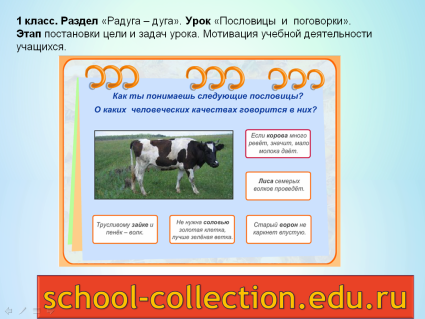 1 класс. Раздел «Радуга – дуга». Урок «Пословицы и поговорки».
Этап постановки цели и задач урока. Мотивация учебной деятельности
учащихся.
Как ты понимаешь следующие пословицы?
О каких человеческих качествах говорится в них?
Если корова много
ревёт, значит, мало
молока даёт.
Лиса семерых
волков проведёт.
Трусливому зайке и
пенёк – волк.
Не нужна соловью
золотая клетка,
лучше зелёная ветка.
Старый ворон не
каркнет впустую.
school-collection.edu.ru